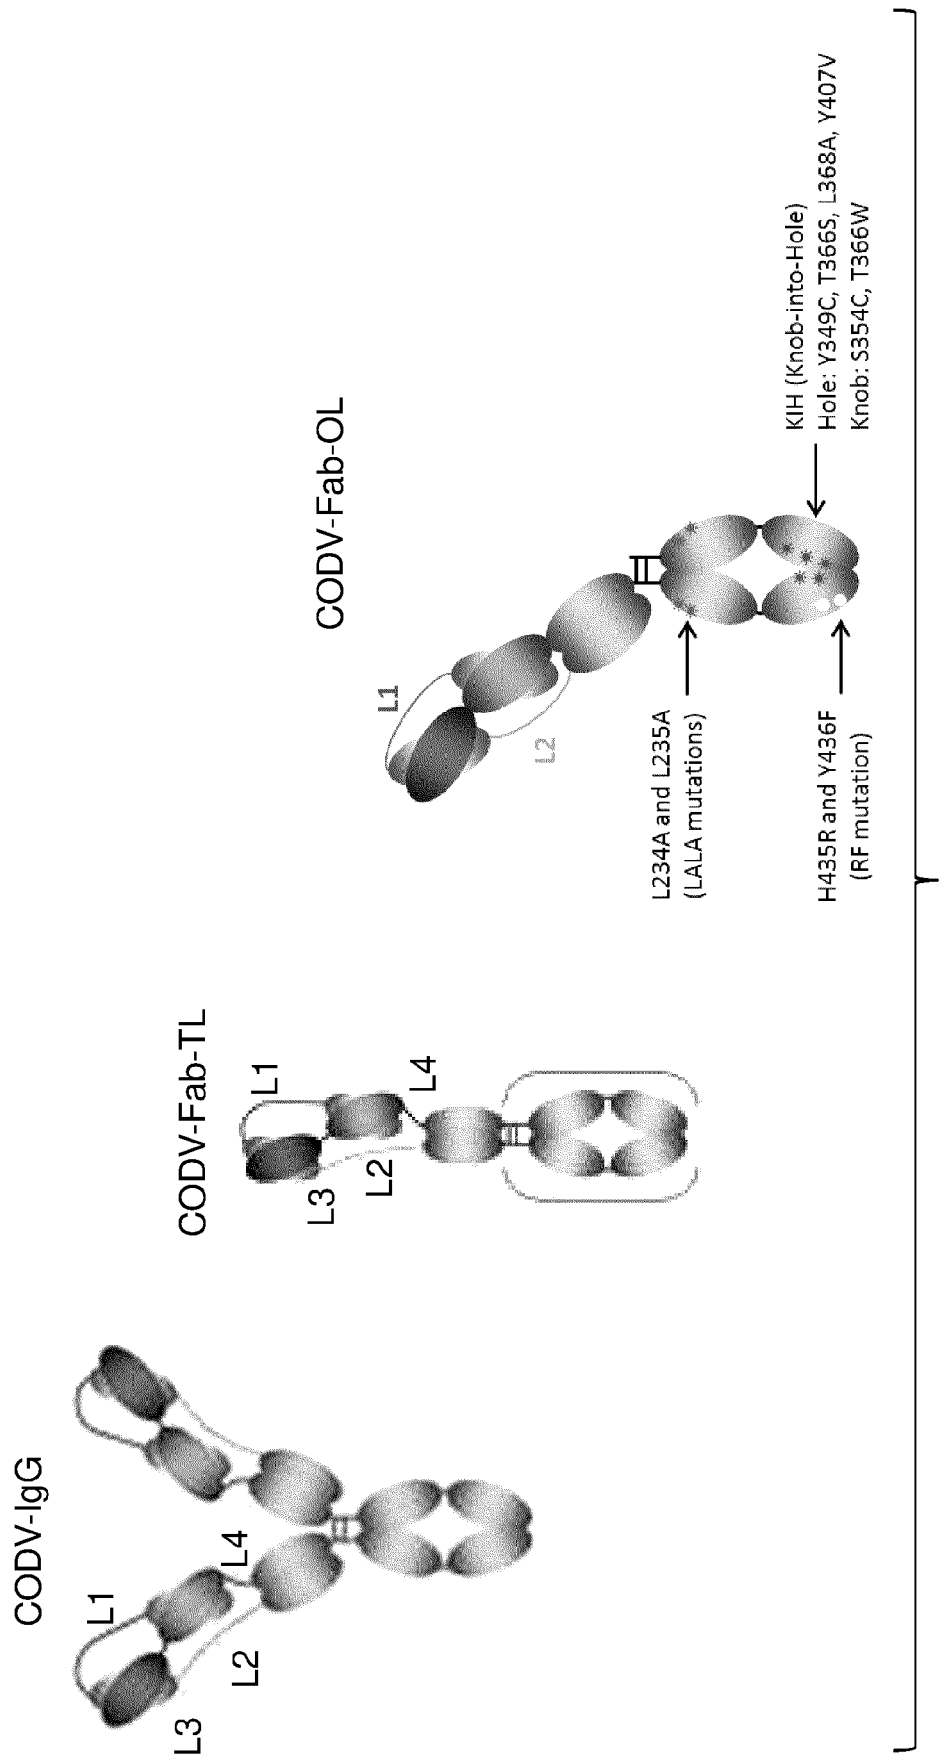 CODV-IgG
L1
L4
L3
L2
CODV-Fab-TL
L1
L3
L2
L4
CODV-Fab-OL
L1
L2
L234A and L235A
(LALA mutations)
H435R and Y436F
(RF mutation)
KIH (Knob-into-Hole)
Hole: Y349C, T366S, L368A, Y407V
Knob: S354C, T366W